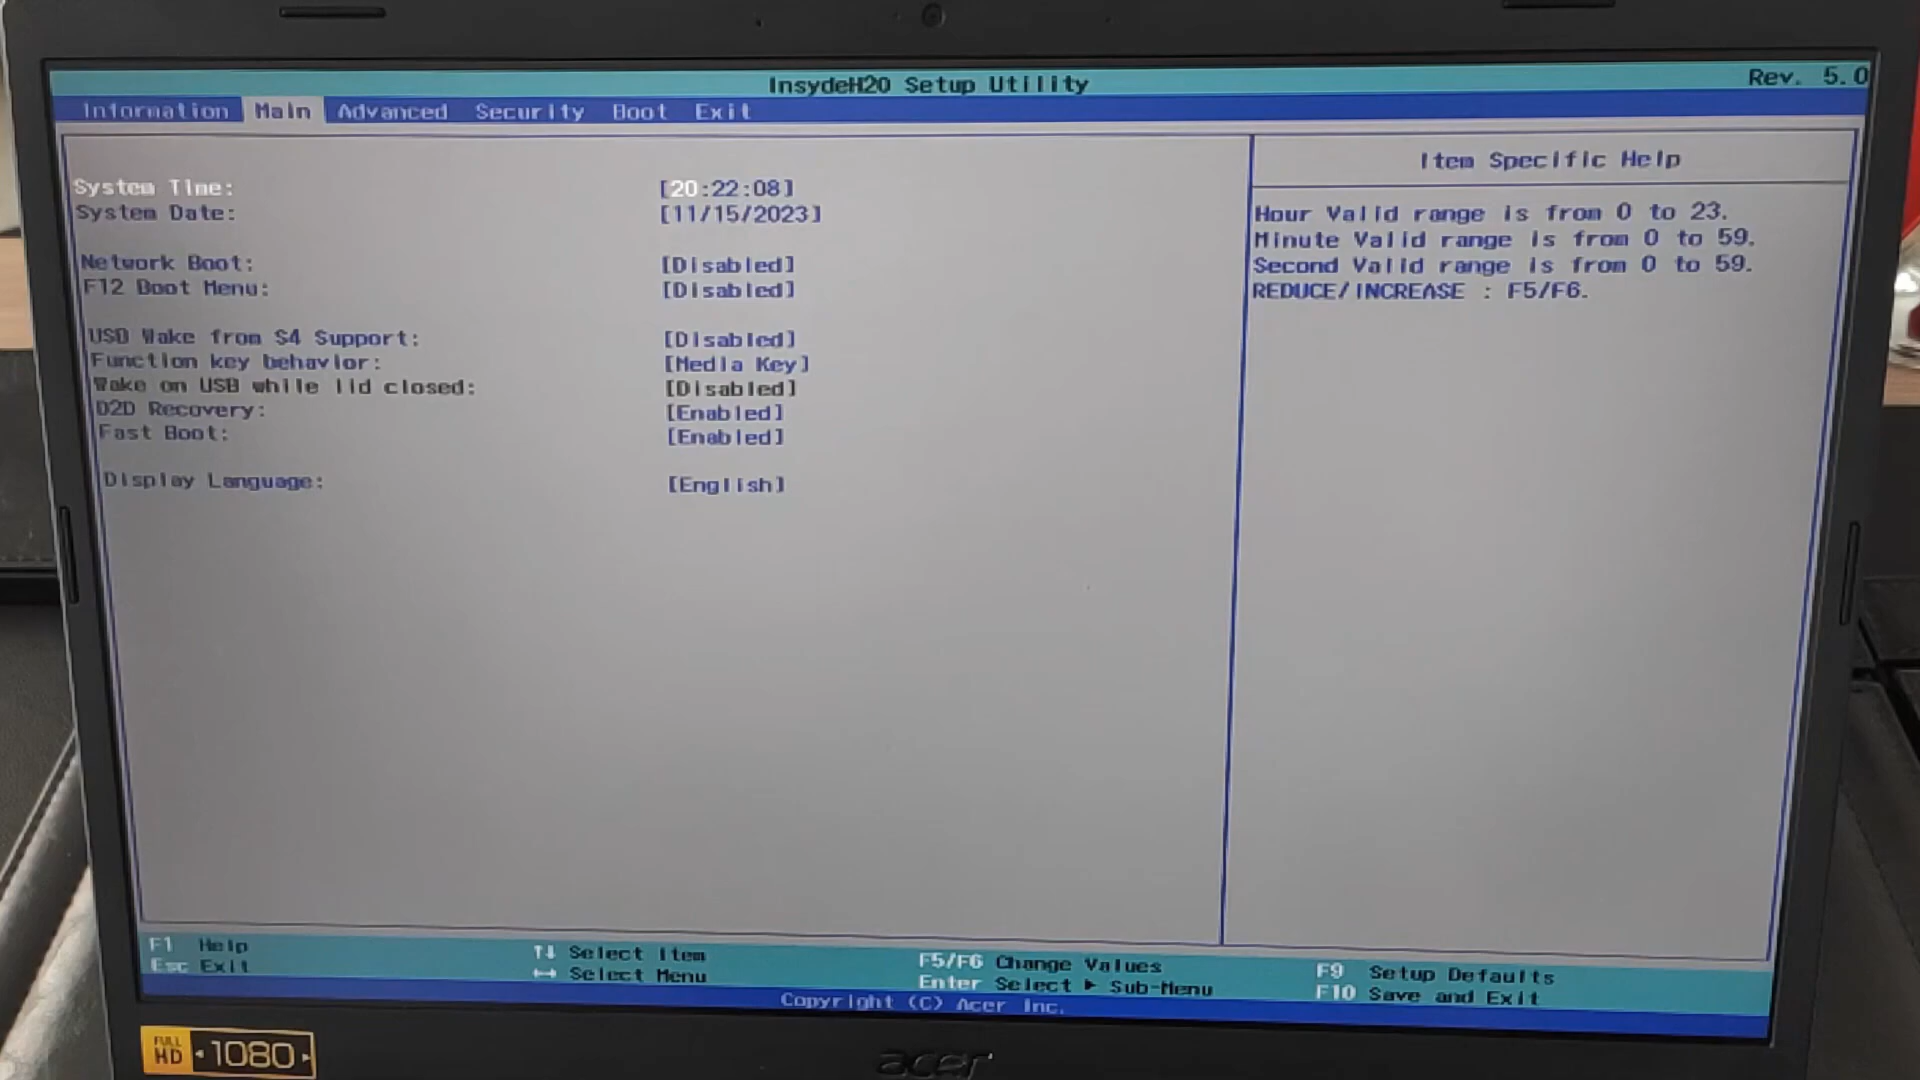 InsydeH20 Setup Utility
Rev. 5.0
Information Main Advanced Security Boot Exit
System Time: [20:22:08]
System Date: [11/15/2023]
Network Boot: [Disabled]
F12 Boot Menu: [Disabled]
USB Wake from S4 Support: [Disabled]
Function key behavior: [Media Key]
Wake on USB while lid closed: [Disabled]
D2D Recovery: [Enabled]
Fast Boot: [Enabled]
Display Language: [English]
Item Specific Help
Hour Valid range is from 0 to 23.
Minute Valid range is from 0 to 59.
Second Valid range is from 0 to 59.
REDUCE/INCREASE : F5/F6.
F1 Help ↑↓ Select Item F5/F6 Change Values F9 Setup Defaults
Esc Exit ↔ Select Menu Enter Select ▶ Sub-Menu F10 Save and Exit
Copyright (C) Acer Inc.
FULL HD 1080
acer